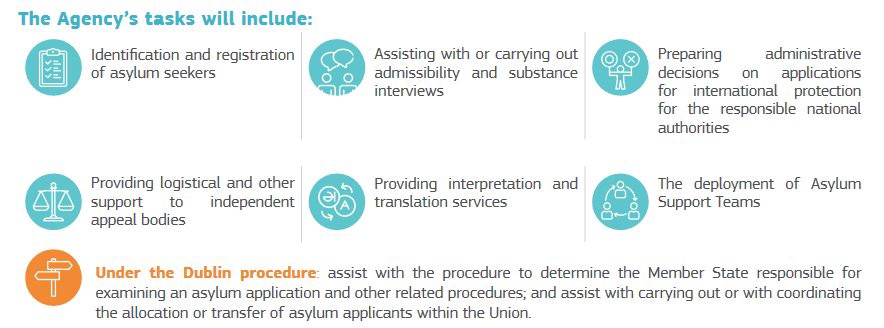 The Agency's tasks will include:
Identification and registration
of asylum seekers
Assisting with or carrying out
admissibility and substance
interviews
Preparing administrative
decisions on applications
for international protection
for the responsible national
authorities
Providing logistical and other
support to independent
appeal bodies
Providing interpretation and
translation services
The deployment of Asylum
Support Teams
Under the Dublin procedure: assist with the procedure to determine the Member State responsible for
examining an asylum application and other related procedures; and assist with carrying out or with coordinating
the allocation or transfer of asylum applicants within the Union.